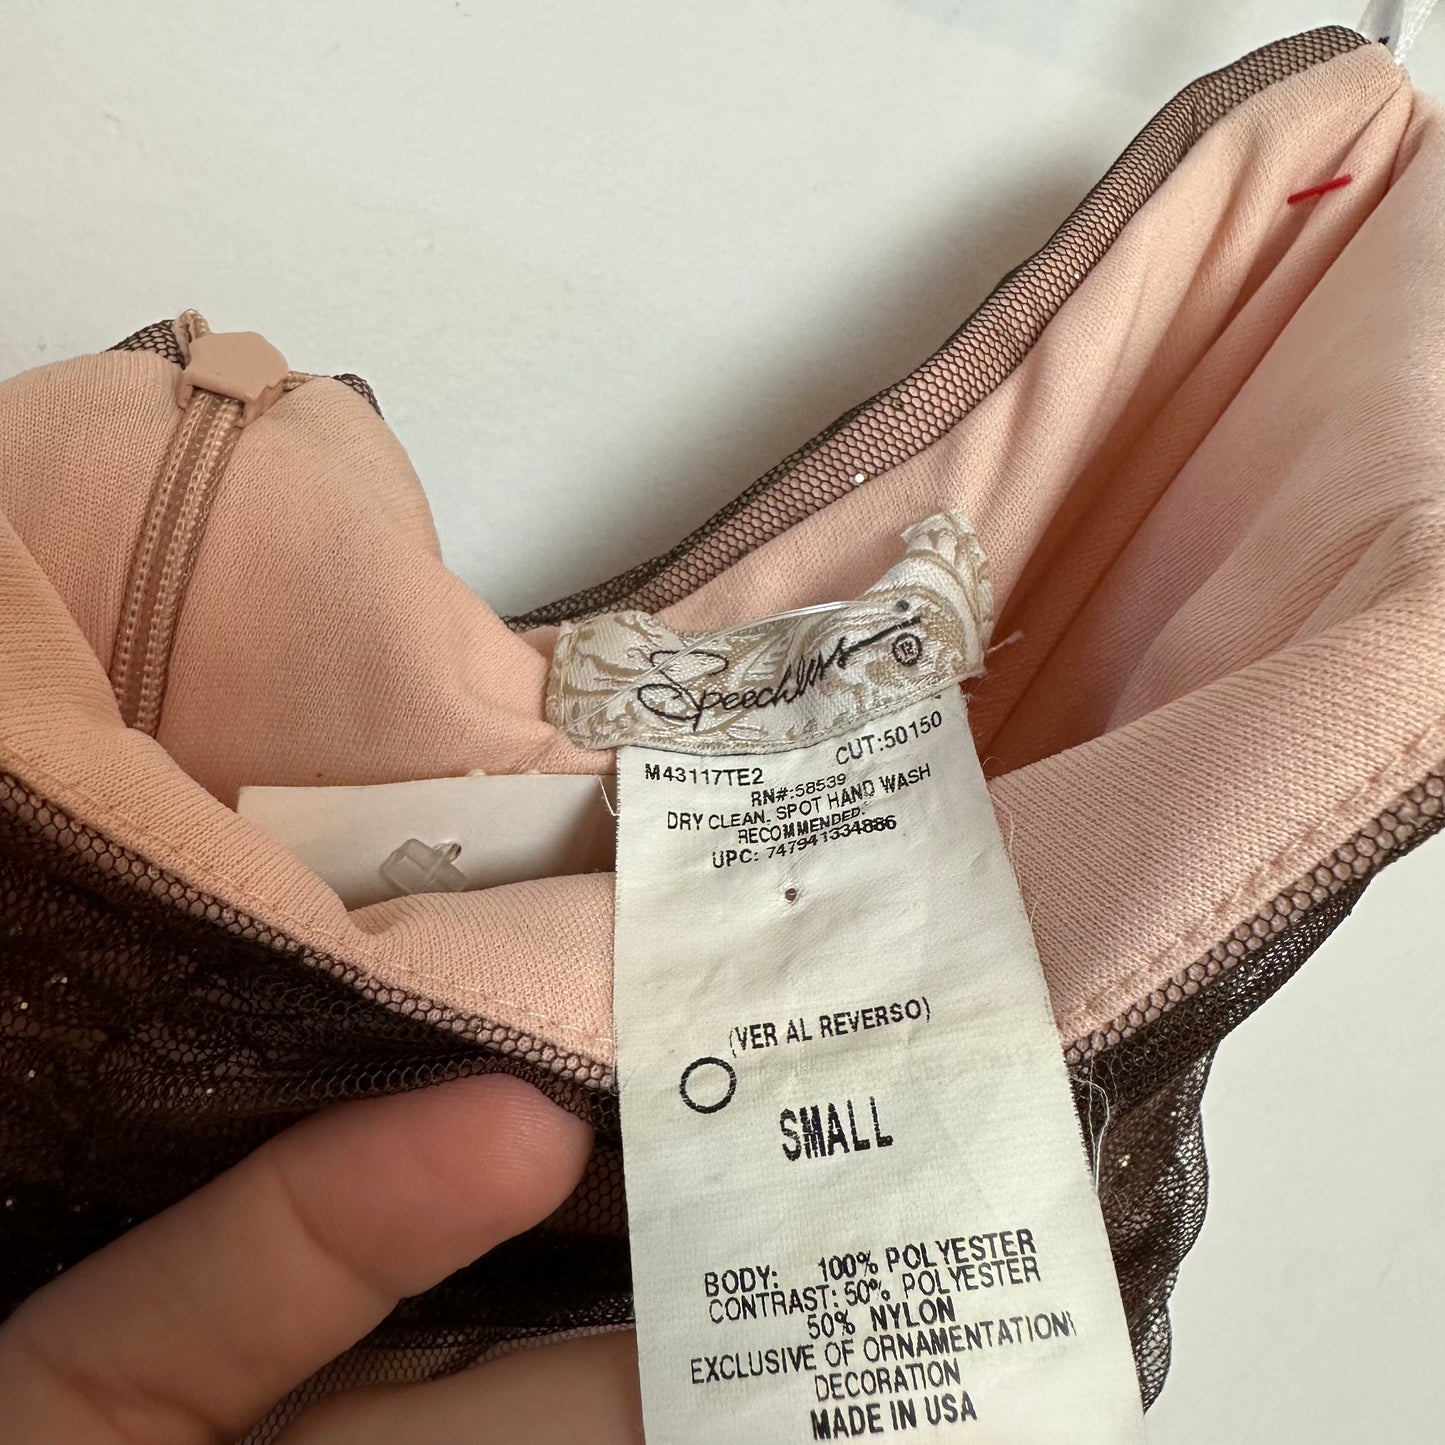 Speechless
M43117TE2 CUT:50150
RN#:58539
DRY CLEAN. SPOT HAND WASH
RECOMMENDED.
UPC: 747941334886
(VER AL REVERSO)
SMALL
BODY: 100% POLYESTER
CONTRAST: 50% POLYESTER
50% NYLON
EXCLUSIVE OF ORNAMENTATION\
DECORATION
MADE IN USA